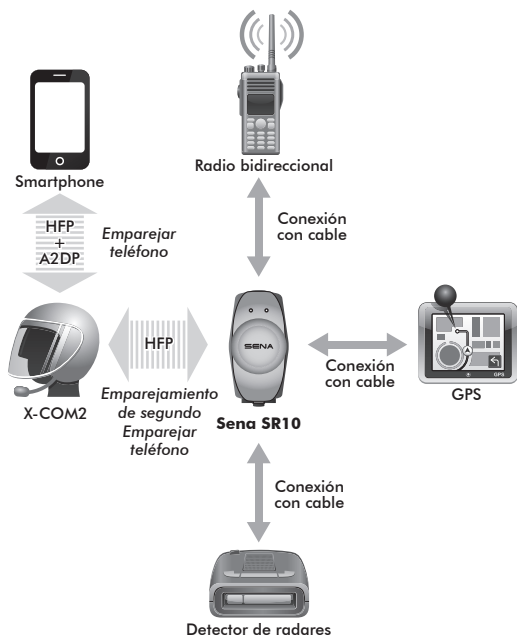 Radio bidireccional
Smartphone
HFP
+
A2DP
Emparejar
teléfono
Conexión
con cable
X-COM2
HFP
Emparejamiento
de segundo
Emparejar
teléfono
SENA
Sena SR10
Conexión
con cable
GPS
GPS
Conexión
con cable
Detector de radares